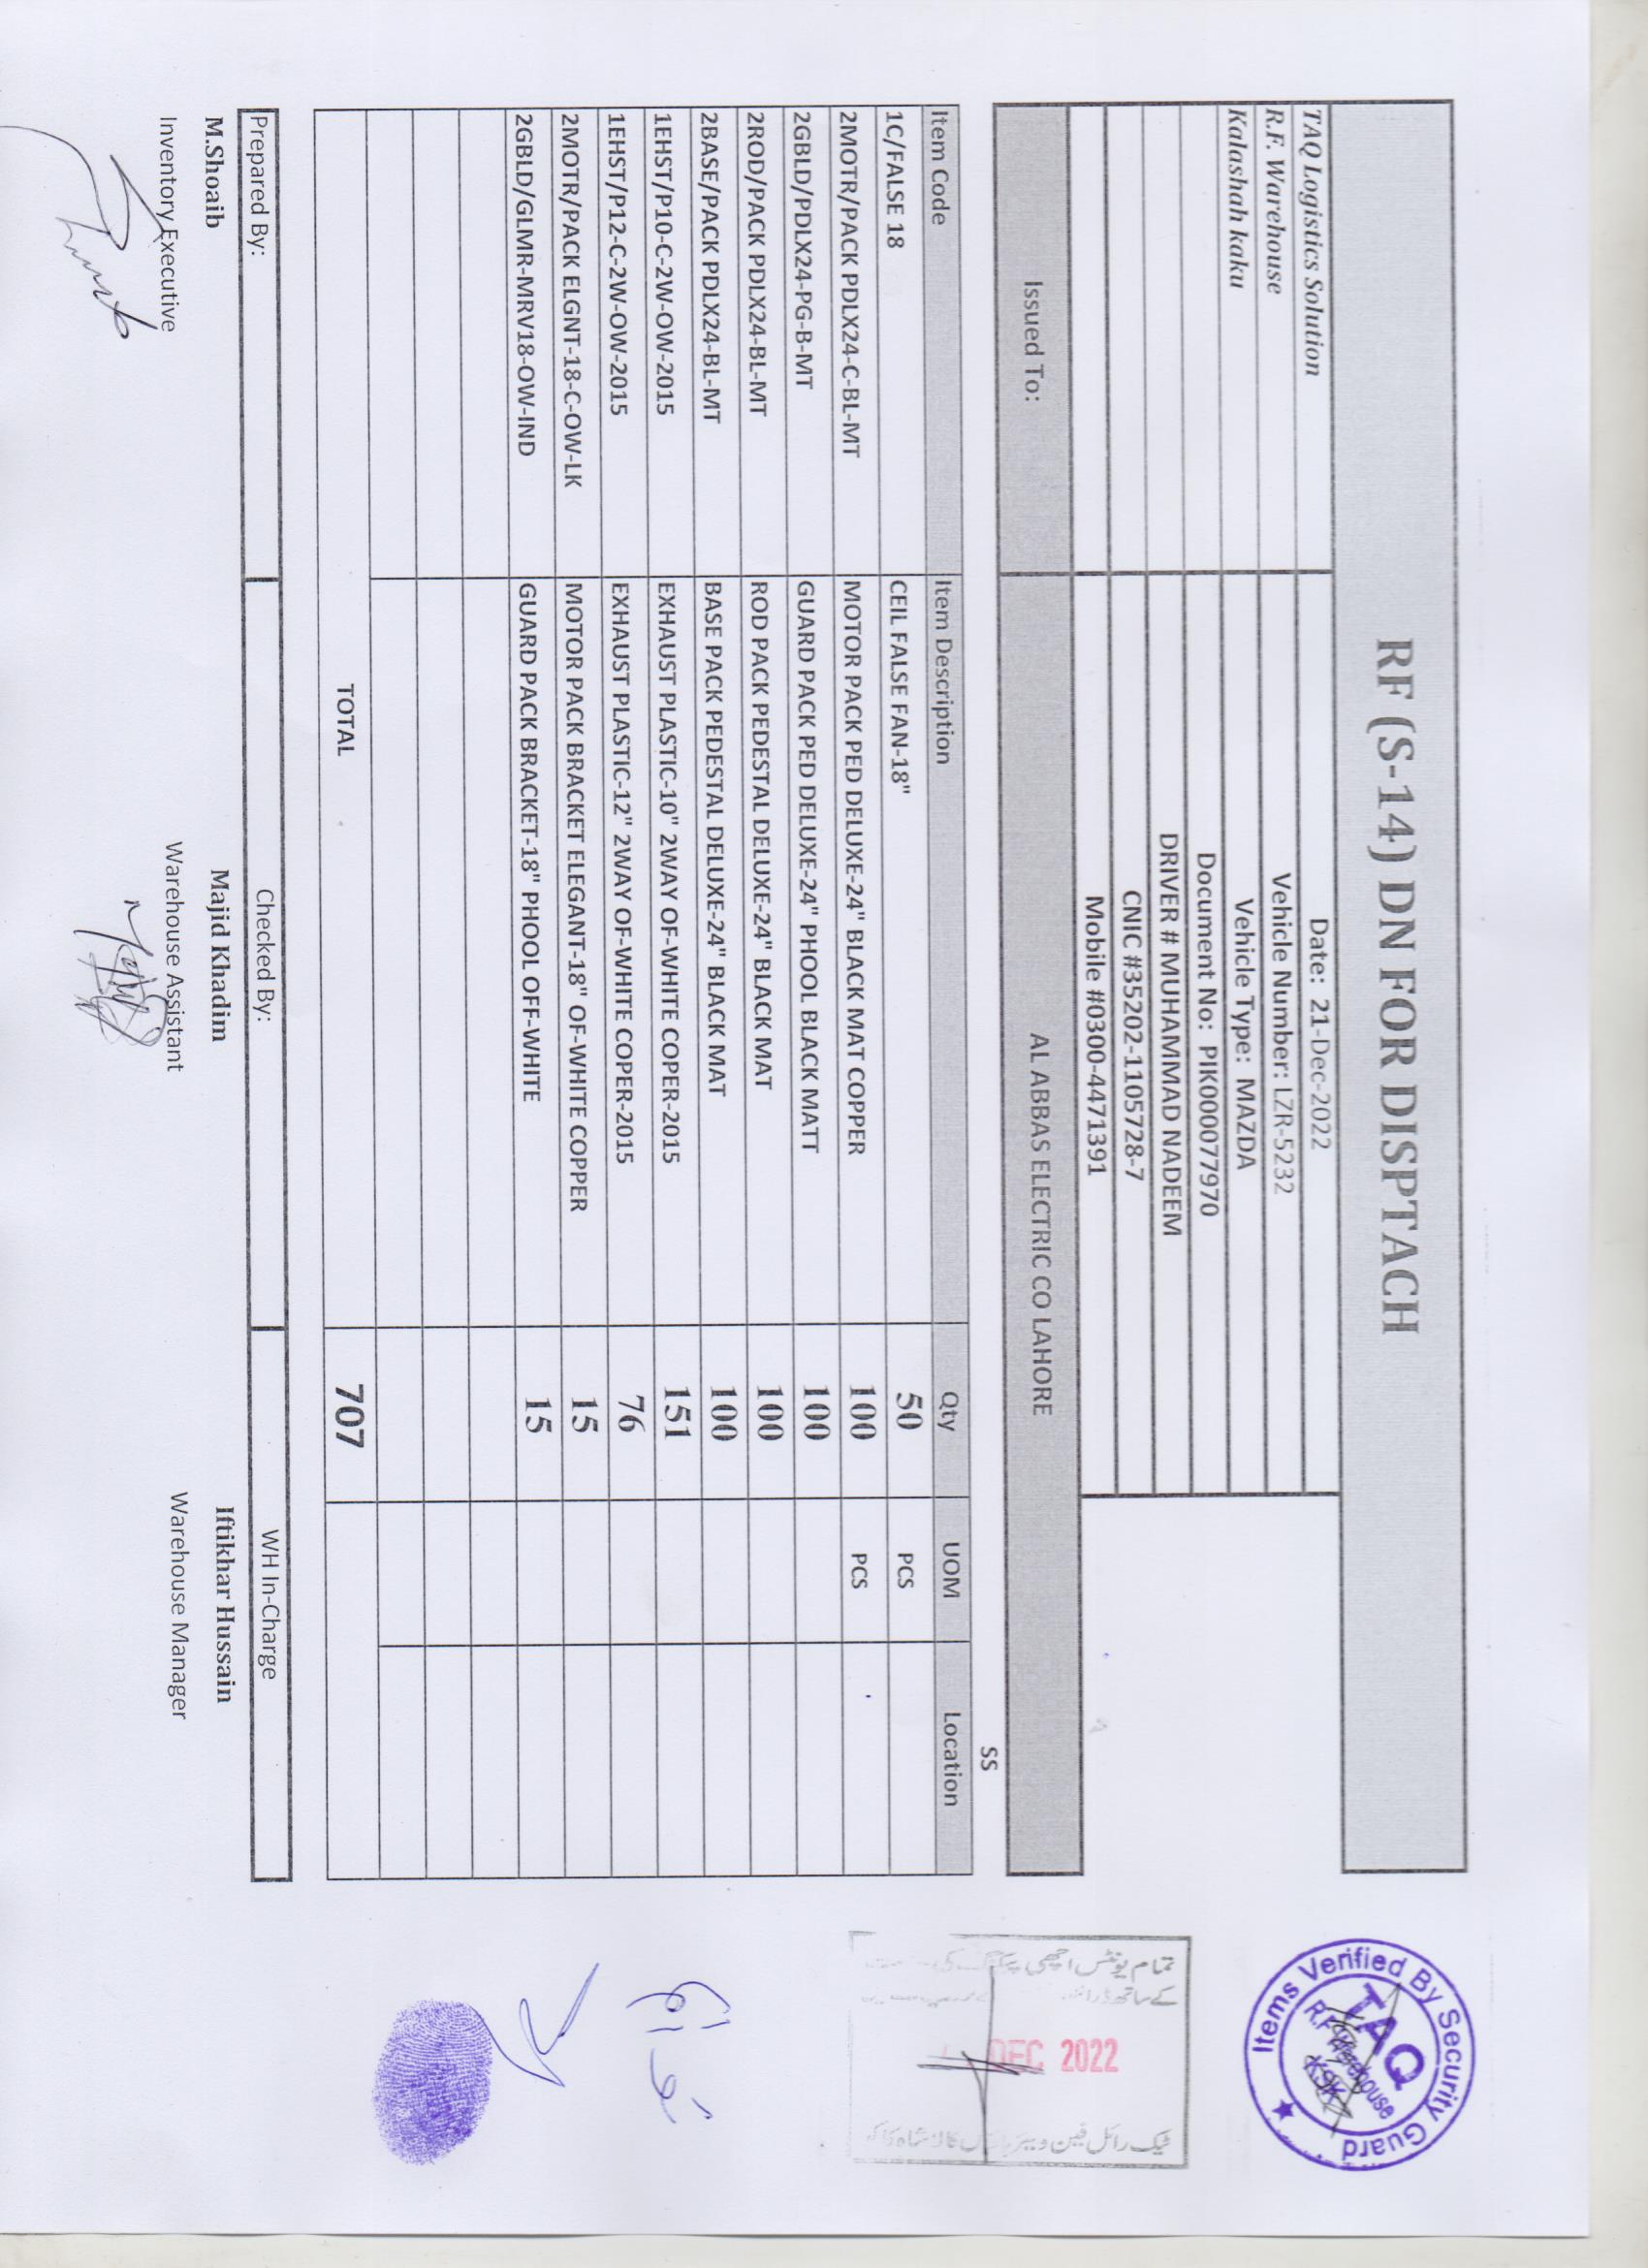 RF (S-14) DN FOR DISPTACH
TAQ Logistics Solution
Date: 21-Dec-2022
R.F. Warehouse
Vehicle Number: LZR-5232
Kalashah kaku
Vehicle Type: MAZDA
Document No: PIK000077970
DRIVER # MUHAMMAD NADEEM
CNIC #35202-1105728-7
Mobile #0300-4471391
Issued To: AL ABBAS ELECTRIC CO LAHORE
SS
Item Code Item Description Qty UOM Location
1C/FALSE 18 CEIL FALSE FAN-18" 50 PCS
2MOTR/PACK PDLX24-C-BL-MT MOTOR PACK PED DELUXE-24" BLACK MAT COPPER 100 PCS
2GBLD/PDLX24-PG-B-MT GUARD PACK PED DELUXE-24" PHOOL BLACK MATT 100
2ROD/PACK PDLX24-BL-MT ROD PACK PEDESTAL DELUXE-24" BLACK MAT 100
2BASE/PACK PDLX24-BL-MT BASE PACK PEDESTAL DELUXE-24" BLACK MAT 100
1EHST/P10-C-2W-OW-2015 EXHAUST PLASTIC-10" 2WAY OF-WHITE COPER-2015 151
1EHST/P12-C-2W-OW-2015 EXHAUST PLASTIC-12" 2WAY OF-WHITE COPER-2015 76
2MOTR/PACK ELGNT-18-C-OW-LK MOTOR PACK BRACKET ELEGANT-18" OF-WHITE COPPER 15
2GBLD/GLMR-MRV18-OW-IND GUARD PACK BRACKET-18" PHOOL OFF-WHITE 15
TOTAL 707
Prepared By: Checked By: WH In-Charge
M.Shoaib Majid Khadim Iftikhar Hussain
Inventory Executive Warehouse Assistant Warehouse Manager
Items Verified By Security Guard
TAQ
R.F Warehouse
KSK
DEC 2022